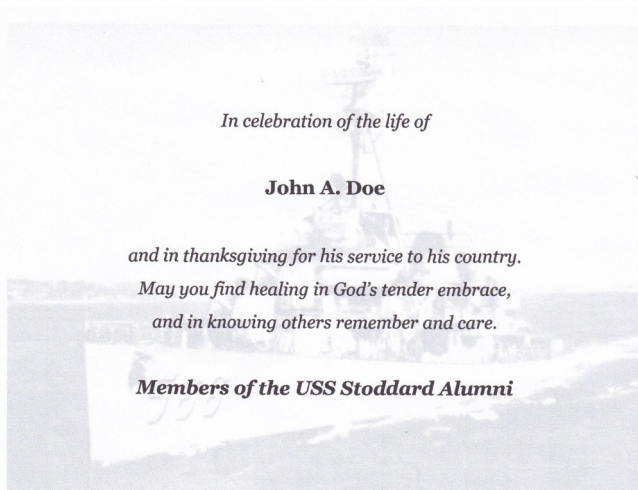 In celebration of the life of
John A. Doe
and in thanksgiving for his service to his country.
May you find healing in God's tender embrace,
and in knowing others remember and care.
Members of the USS Stoddard Alumni